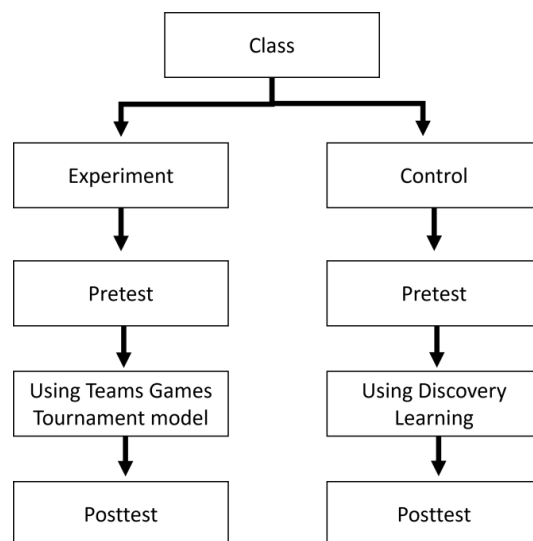 Class
Experiment
Control
Pretest
Pretest
Using Teams Games
Tournament model
Using Discovery
Learning
Posttest
Posttest